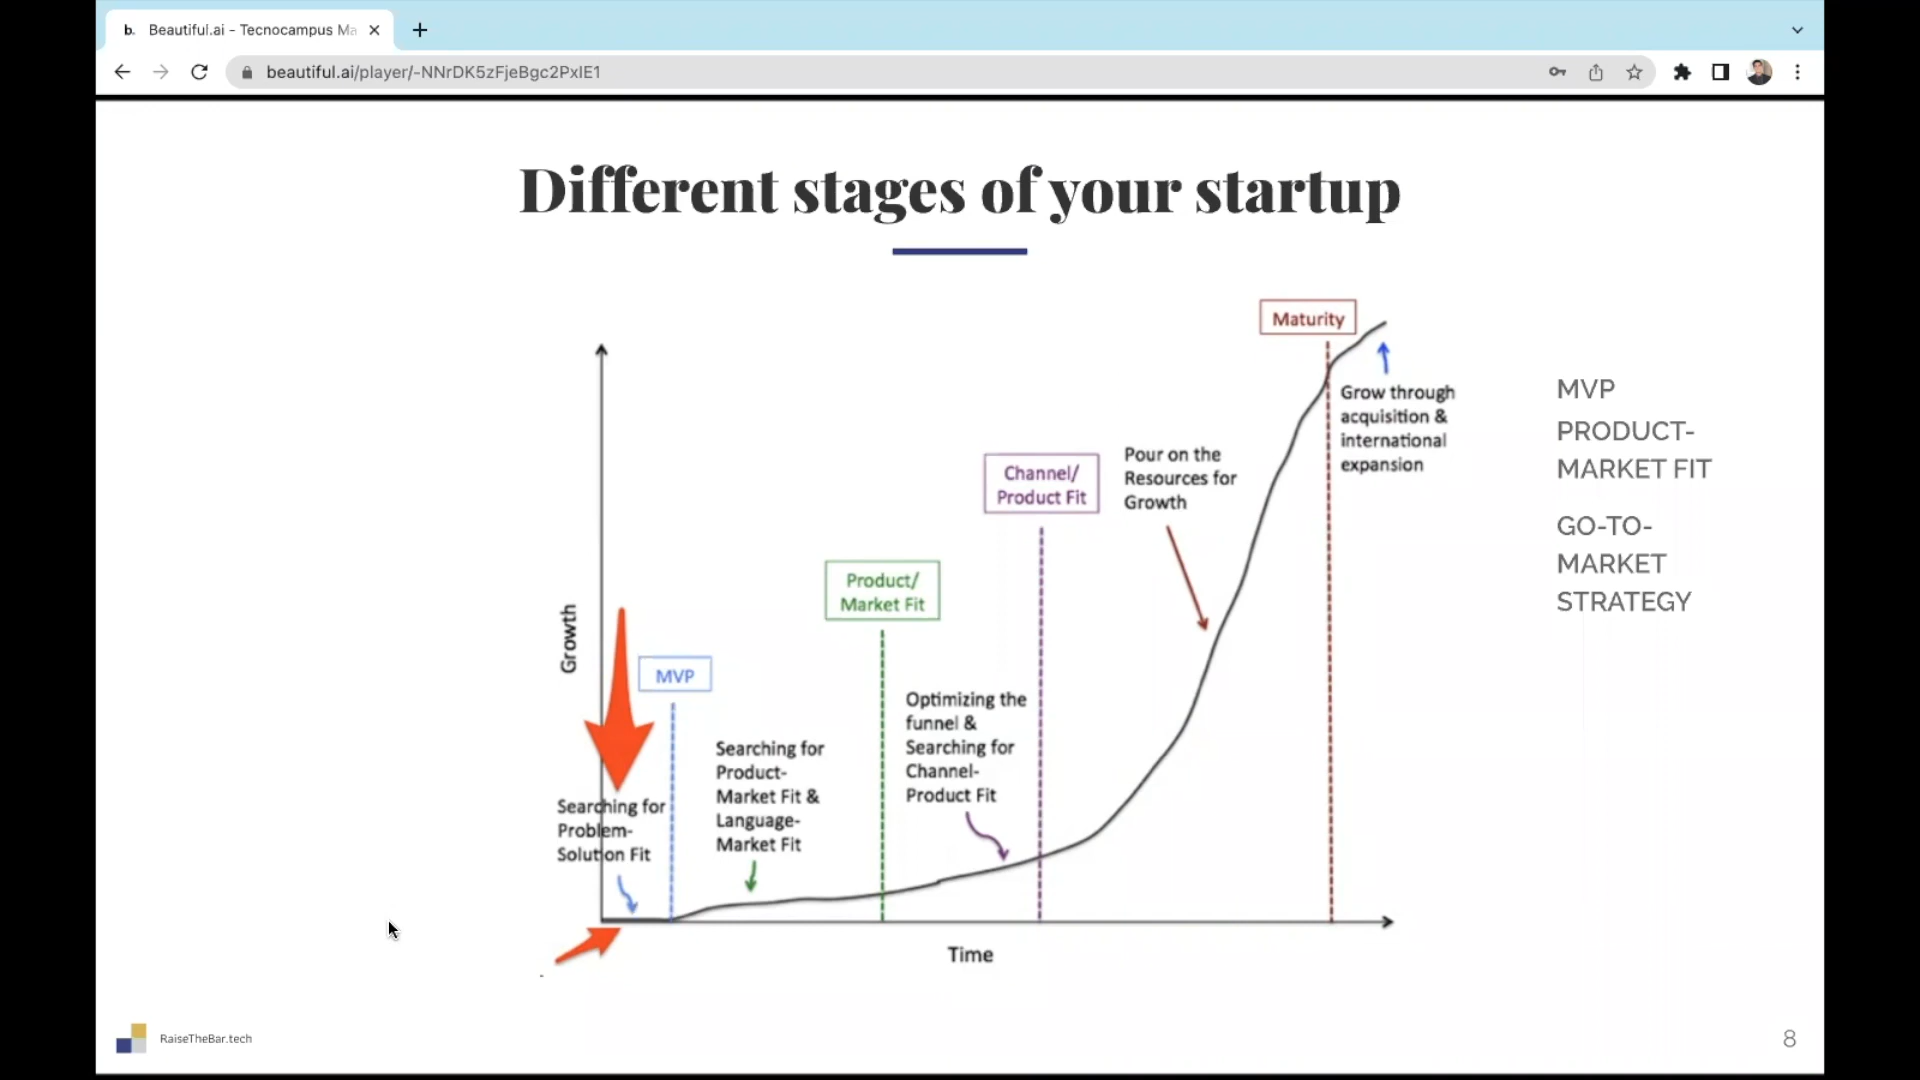 b. Beautiful.ai - Tecnocampus Ma
beautiful.ai/player/-NNrDK5zFjeBgc2PxIE1
Different stages of your startup
Maturity
Grow through
acquisition &
international
expansion
Channel/
Product Fit
Pour on the
Resources for
Growth
Product/
Market Fit
MVP
Optimizing the
funnel &
Searching for
Channel-
Product Fit
Searching for
Product-
Market Fit &
Language-
Market Fit
Searching for
Problem-
Solution Fit
Growth
Time
MVP
PRODUCT-
MARKET FIT
GO-TO-
MARKET
STRATEGY
RaiseTheBar.tech
8